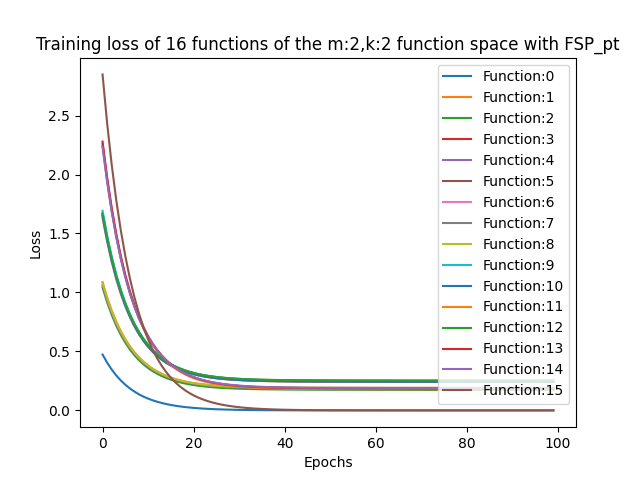 Training loss of 16 functions of the m:2,k:2 function space with FSP_pt
Loss
2.5
2.0
1.5
1.0
0.5
0.0
Function:0
Function:1
Function:2
Function:3
Function:4
Function:5
Function:6
Function:7
Function:8
Function:9
Function:10
Function:11
Function:12
Function:13
Function:14
Function:15
0 20 40 60 80 100
Epochs